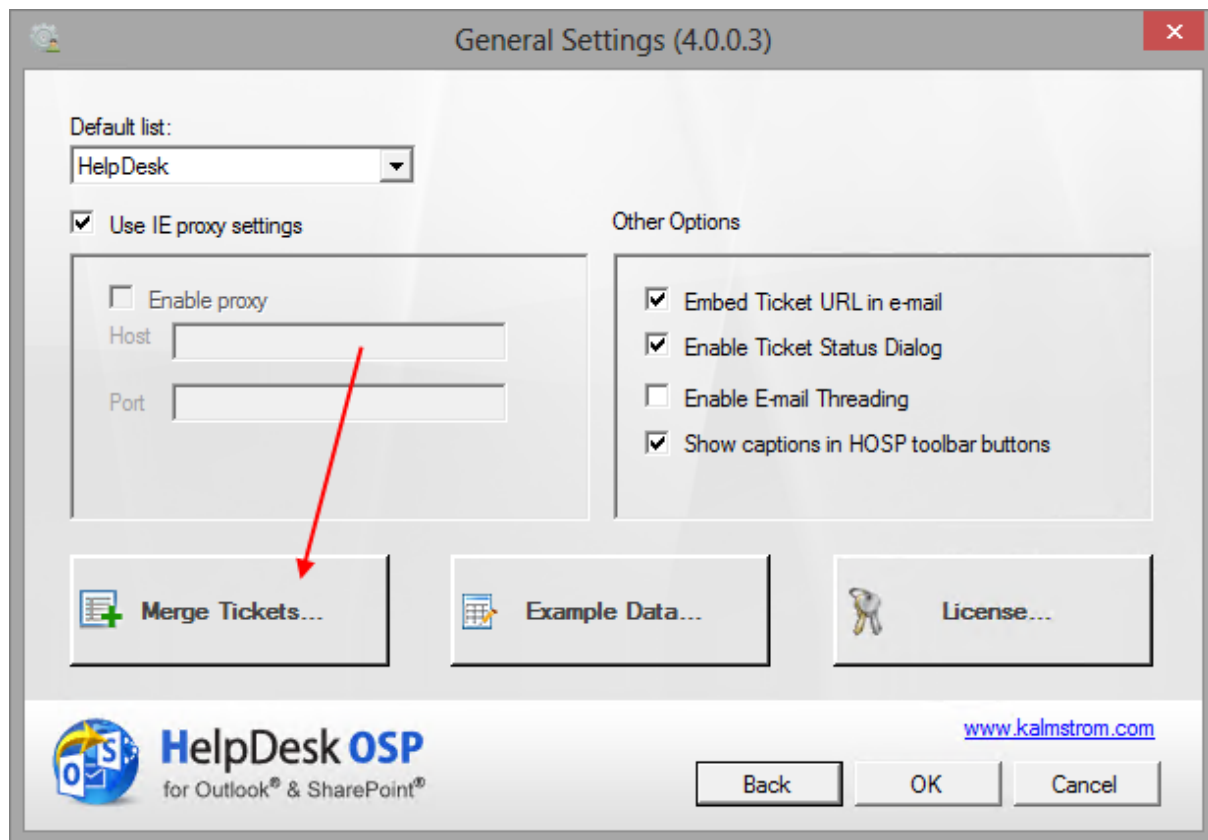 General Settings (4.0.0.3)
Default list:
HelpDesk
Use IE proxy settings
Other Options
Enable proxy
Host
Port
Embed Ticket URL in e-mail
Enable Ticket Status Dialog
Enable E-mail Threading
Show captions in HOSP toolbar buttons
Merge Tickets...
Example Data...
License...
HelpDesk OSP
for Outlook® & SharePoint®
www.kalmstrom.com
Back
OK
Cancel